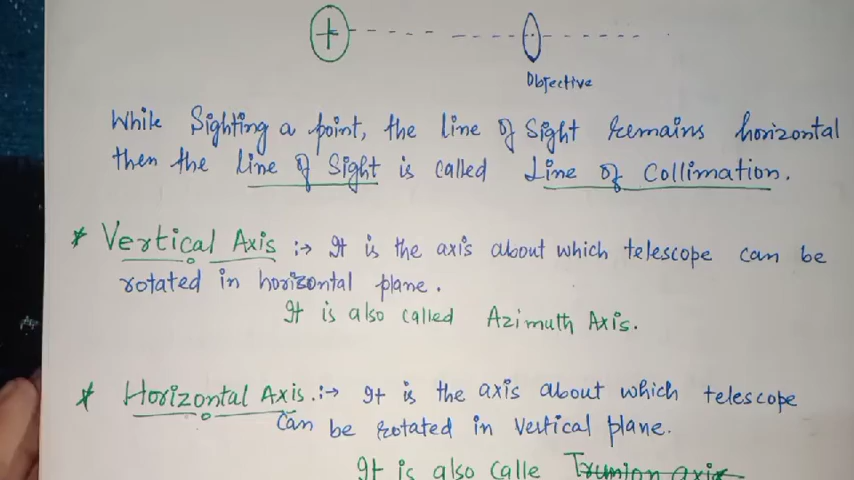 Objective
While Sighting a point, the line of Sight remains horizontal
then the line of Sight is called Line of Collimation.
* Vertical Axis :→ It is the axis about which telescope can be
rotated in horizontal plane.
It is also called Azimuth Axis.
* Horizontal Axis. :→ It is the axis about which telescope
can be rotated in vertical plane.
It is also calle Trunion axis